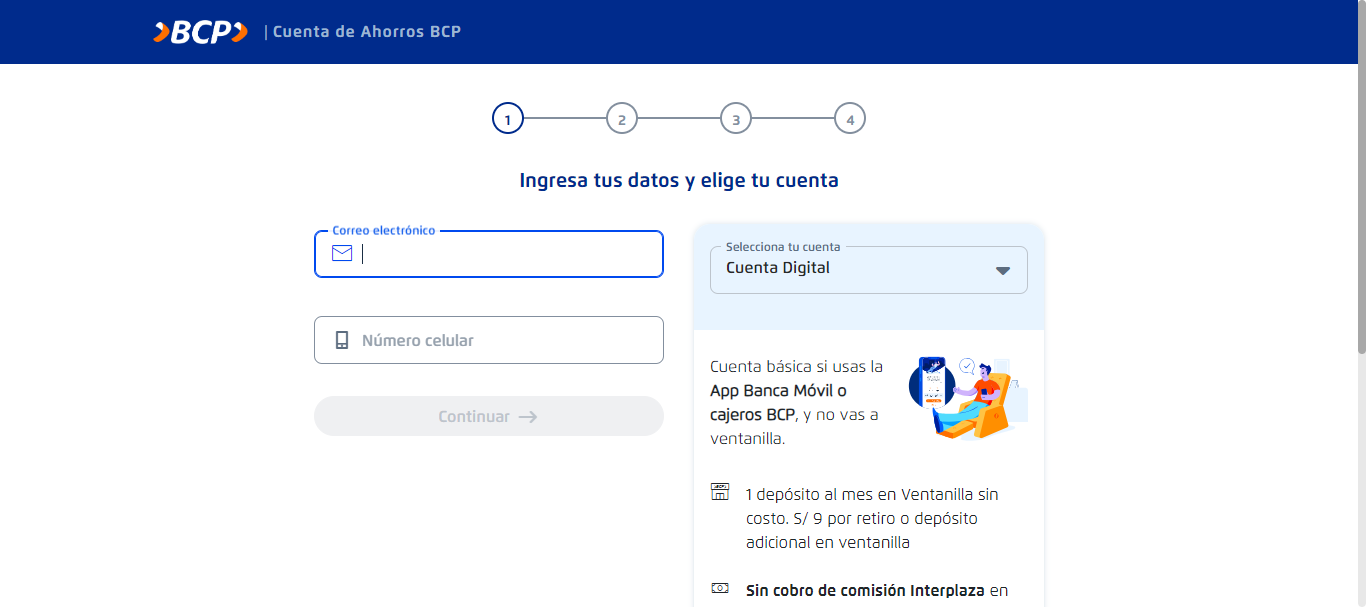 BCP | Cuenta de Ahorros BCP
1 2 3 4
Ingresa tus datos y elige tu cuenta
Correo electrónico
Número celular
Continuar
Selecciona tu cuenta
Cuenta Digital
Cuenta básica si usas la
App Banca Móvil o
cajeros BCP, y no vas a
ventanilla.
1 depósito al mes en Ventanilla sin
costo. S/ 9 por retiro o depósito
adicional en ventanilla
Sin cobro de comisión Interplaza en